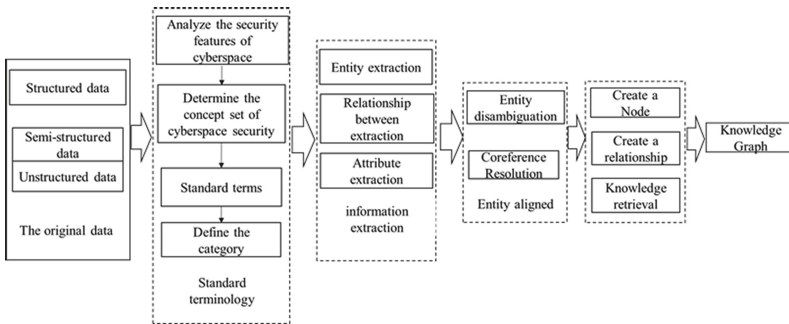 Structured data
Semi-structured data
Unstructured data
The original data
Analyze the security
features of
cyberspace
Determine the
concept set of
cyberspace security
Standard terms
Define the
category
Standard
terminology
Entity extraction
Relationship
between
extraction
Attribute
extraction
information
extraction
Entity
disambiguation
Coreference
Resolution
Entity aligned
Create a
Node
Create a
relationship
Knowledge
retrieval
Knowledge
Graph